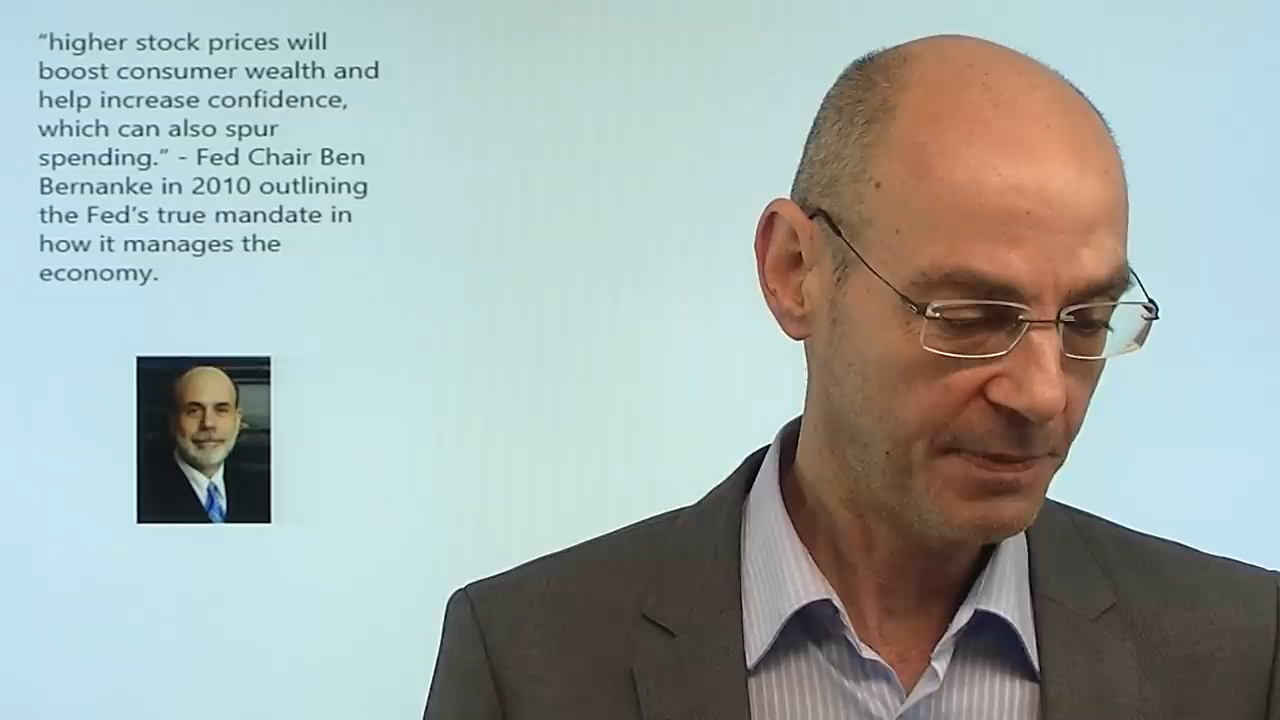 “higher stock prices will
boost consumer wealth and
help increase confidence,
which can also spur
spending.” - Fed Chair Ben
Bernanke in 2010 outlining
the Fed’s true mandate in
how it manages the
economy.